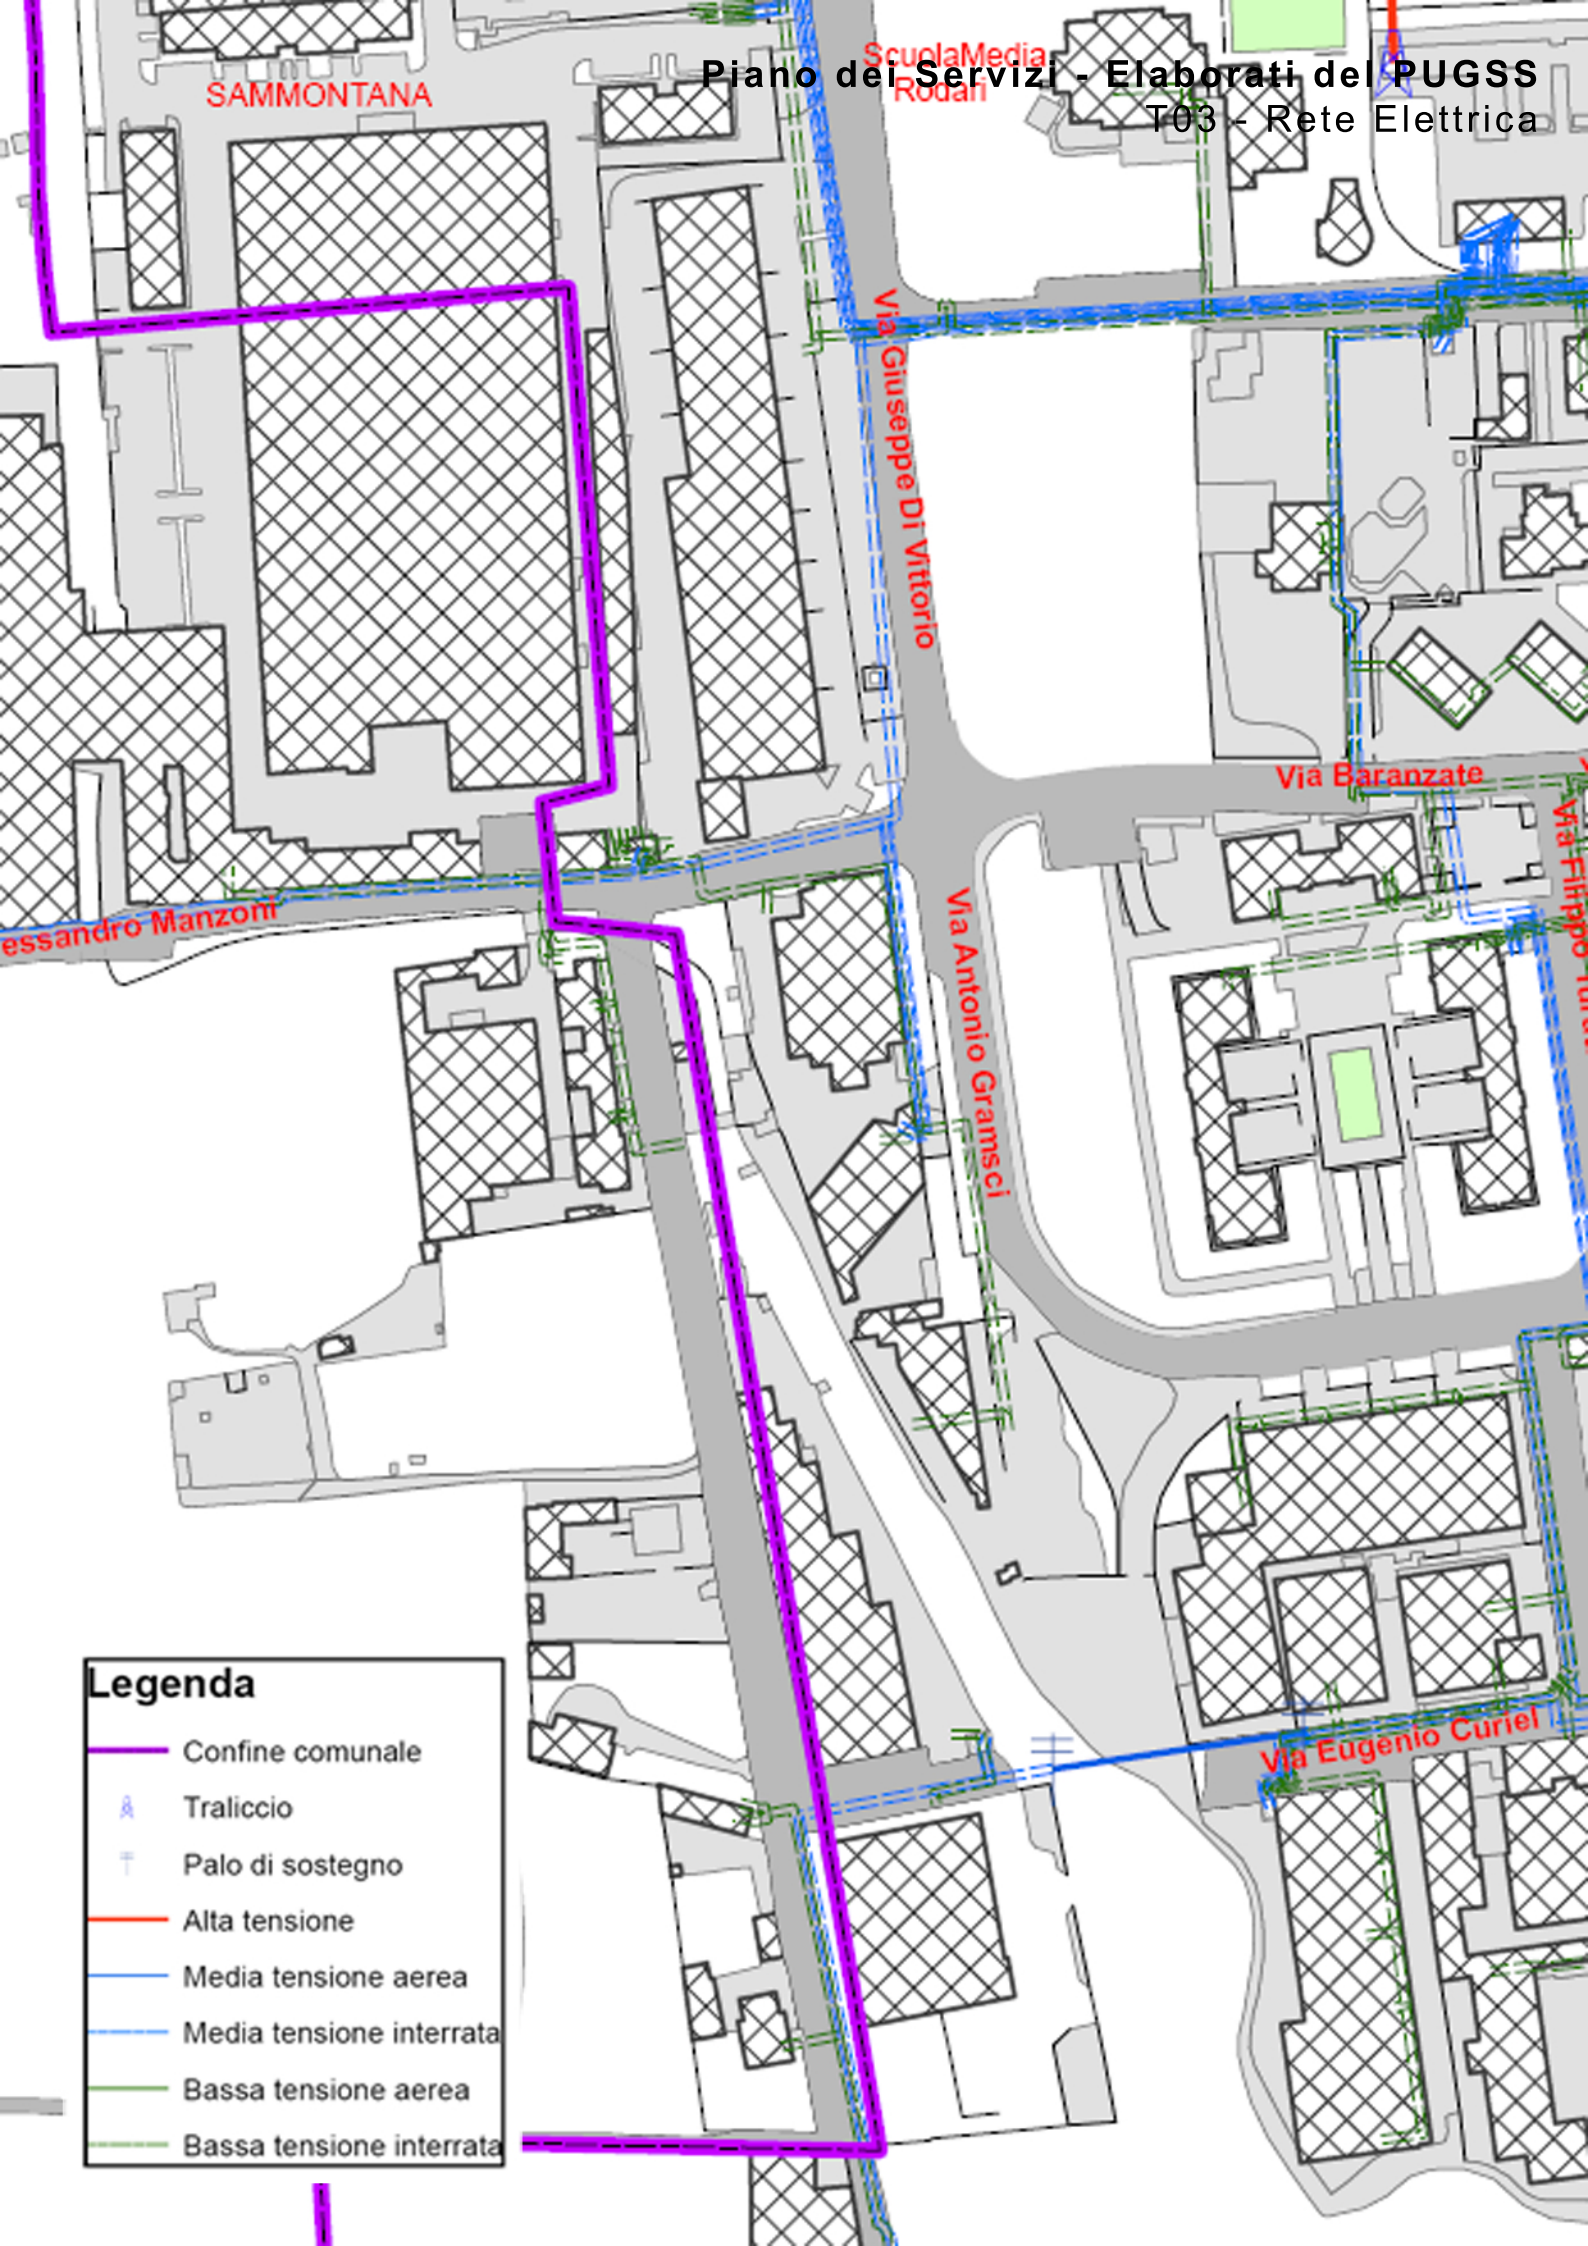 Piano dei Servizi - Elaborati del PUGSS
T03 - Rete Elettrica
ScuolaMedia
Rodari
SAMMONTANA
Via Giuseppe Di Vittorio
Via Baranzate
Via Filippo
essandro Manzoni
Via Antonio Gramsci
Via Eugenio Curiel
Legenda
Confine comunale
Traliccio
Palo di sostegno
Alta tensione
Media tensione aerea
Media tensione interrata
Bassa tensione aerea
Bassa tensione interrata